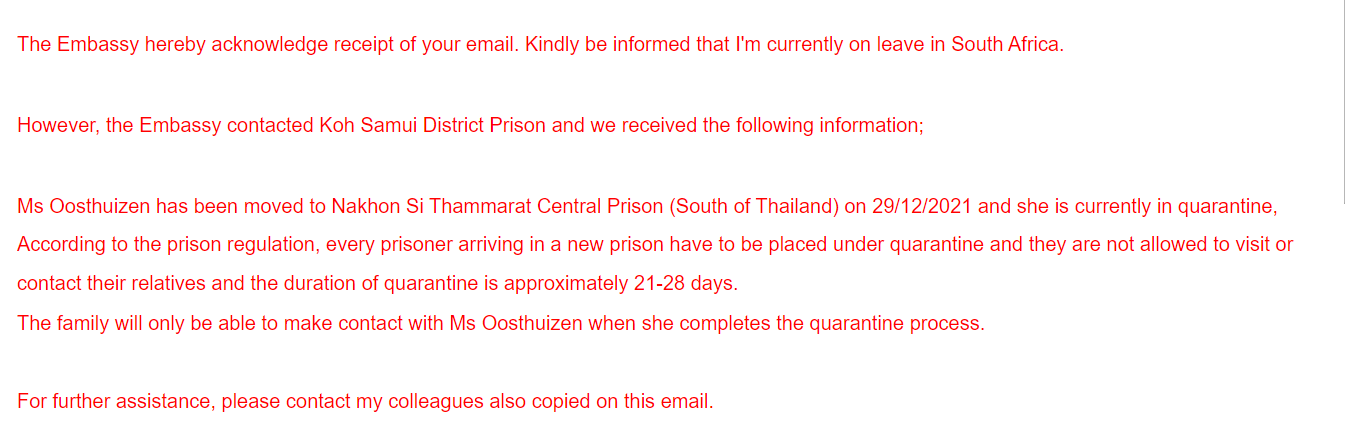 The Embassy hereby acknowledge receipt of your email. Kindly be informed that I'm currently on leave in South Africa.
However, the Embassy contacted Koh Samui District Prison and we received the following information;
Ms Oosthuizen has been moved to Nakhon Si Thammarat Central Prison (South of Thailand) on 29/12/2021 and she is currently in quarantine,
According to the prison regulation, every prisoner arriving in a new prison have to be placed under quarantine and they are not allowed to visit or
contact their relatives and the duration of quarantine is approximately 21-28 days.
The family will only be able to make contact with Ms Oosthuizen when she completes the quarantine process.
For further assistance, please contact my colleagues also copied on this email.